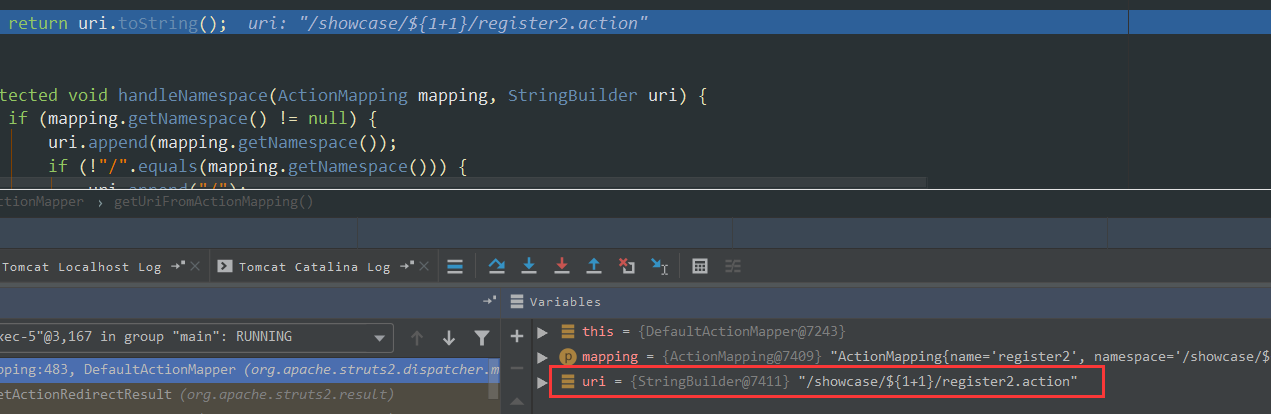 return uri.toString();  uri: "/showcase/${1+1}/register2.action"
tected void handleNamespace(ActionMapping mapping, StringBuilder uri) {
if (mapping.getNamespace() != null) {
uri.append(mapping.getNamespace());
if (!"/".equals(mapping.getNamespace())) {
uri.append("/");
ctionMapper › getUriFromActionMapping()
Tomcat Localhost Log Tomcat Catalina Log
Variables
xec-5"@3,167 in group "main": RUNNING
this = {DefaultActionMapper@7243}
mapping = {ActionMapping@7409} "ActionMapping{name='register2', namespace='/showcase/$
pping:483, DefaultActionMapper (org.apache.struts2.dispatcher.m
uri = {StringBuilder@7411} "/showcase/${1+1}/register2.action"
etActionRedirectResult (org.apache.struts2.result)